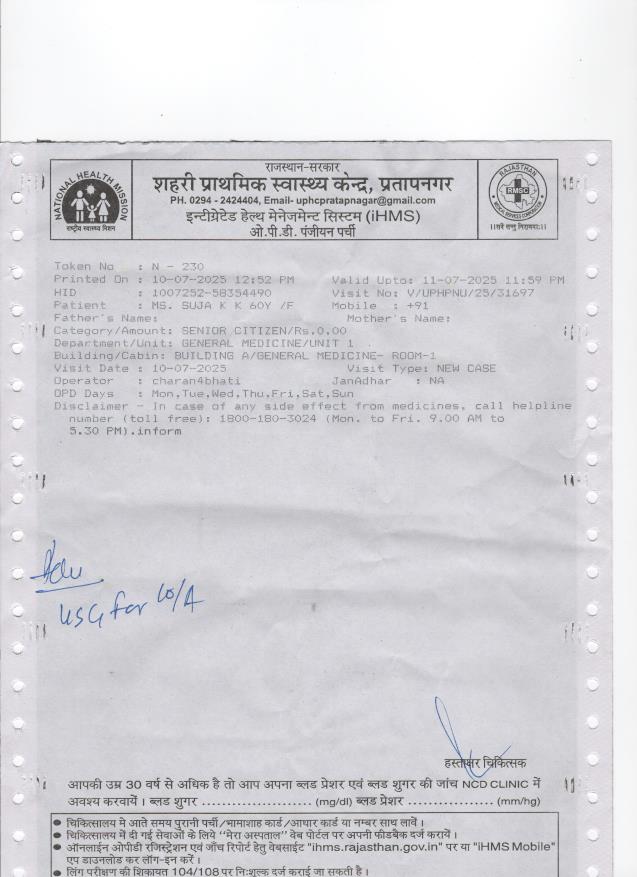 राजस्थान-सरकार
शहरी प्राथमिक स्वास्थ्य केन्द्र, प्रतापनगर
PH. 0294 - 2424404, Email- uphcpratapnagar@gmail.com
इन्टीग्रेटेड हेल्थ मेनेजमेन्ट सिस्टम (iHMS)
ओ.पी.डी. पंजीयन पर्ची
NATIONAL HEALTH MISSION
राष्ट्रीय स्वास्थ्य मिशन
RAJASTHAN
RMSC
MEDICAL SERVICES CORPORATION
।।सर्वे सन्तु निरामयाः।।
Token No : N - 230
Printed On : 10-07-2025 12:52 PM Valid Upto: 11-07-2025 11:59 PM
HID : 1007252-58354490 Visit No: V/UPHPNU/25/31697
Patient : MS. SUJA K K 60Y /F Mobile : +91
Father's Name: Mother's Name:
Category/Amount: SENIOR CITIZEN/Rs.0.00
Department/Unit: GENERAL MEDICINE/UNIT 1
Building/Cabin: BUILDING A/GENERAL MEDICINE- ROOM-1
Visit Date : 10-07-2025 Visit Type: NEW CASE
Operator : charan4bhati JanAdhar : NA
OPD Days : Mon,Tue,Wed,Thu,Fri,Sat,Sun
Disclaimer - In case of any side effect from medicines, call helpline
number (toll free): 1800-180-3024 (Mon. to Fri. 9.00 AM to
5.30 PM).inform
Adv
USG for W/A
हस्ताक्षर चिकित्सक
आपकी उम्र 30 वर्ष से अधिक है तो आप अपना ब्लड प्रेशर एवं ब्लड शुगर की जांच NCD CLINIC में
अवश्य करवायें। ब्लड शुगर ...................... (mg/dl) ब्लड प्रेशर ................. (mm/hg)
● चिकित्सालय मे आते समय पुरानी पर्ची/भामाशाह कार्ड/आधार कार्ड या नम्बर साथ लावें।
● चिकित्सालय में दी गई सेवाओं के लिये "मेरा अस्पताल" वेब पोर्टल पर अपनी फीडबैक दर्ज करायें।
● ऑनलाईन ओपीडी रजिस्ट्रेशन एवं जाँच रिपोर्ट हेतु वेबसाईट "ihms.rajasthan.gov.in" पर या "iHMS Mobile"
एप डाउनलोड कर लॉग-इन करें।
● लिंग परीक्षण की शिकायत 104/108 पर निःशुल्क दर्ज कराई जा सकती है।